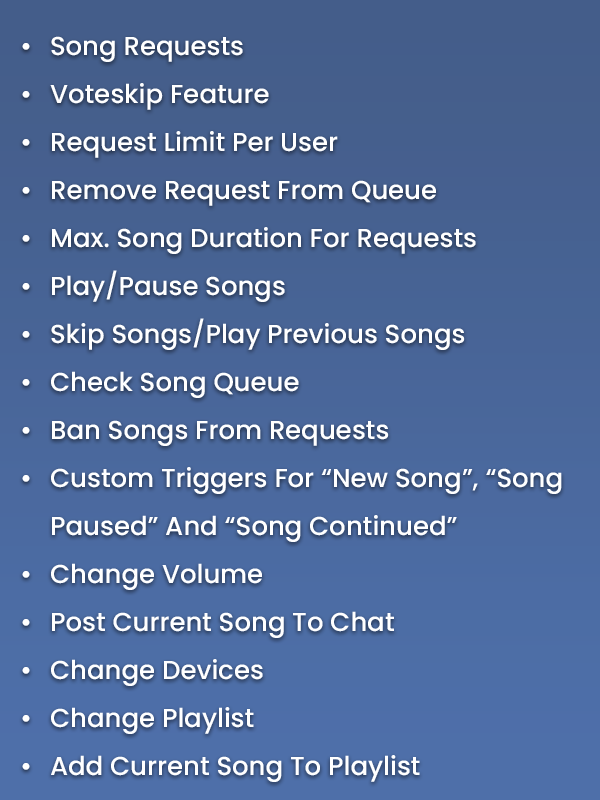 • Song Requests
• Voteskip Feature
• Request Limit Per User
• Remove Request From Queue
• Max. Song Duration For Requests
• Play/Pause Songs
• Skip Songs/Play Previous Songs
• Check Song Queue
• Ban Songs From Requests
• Custom Triggers For “New Song”, “Song
Paused” And “Song Continued”
• Change Volume
• Post Current Song To Chat
• Change Devices
• Change Playlist
• Add Current Song To Playlist